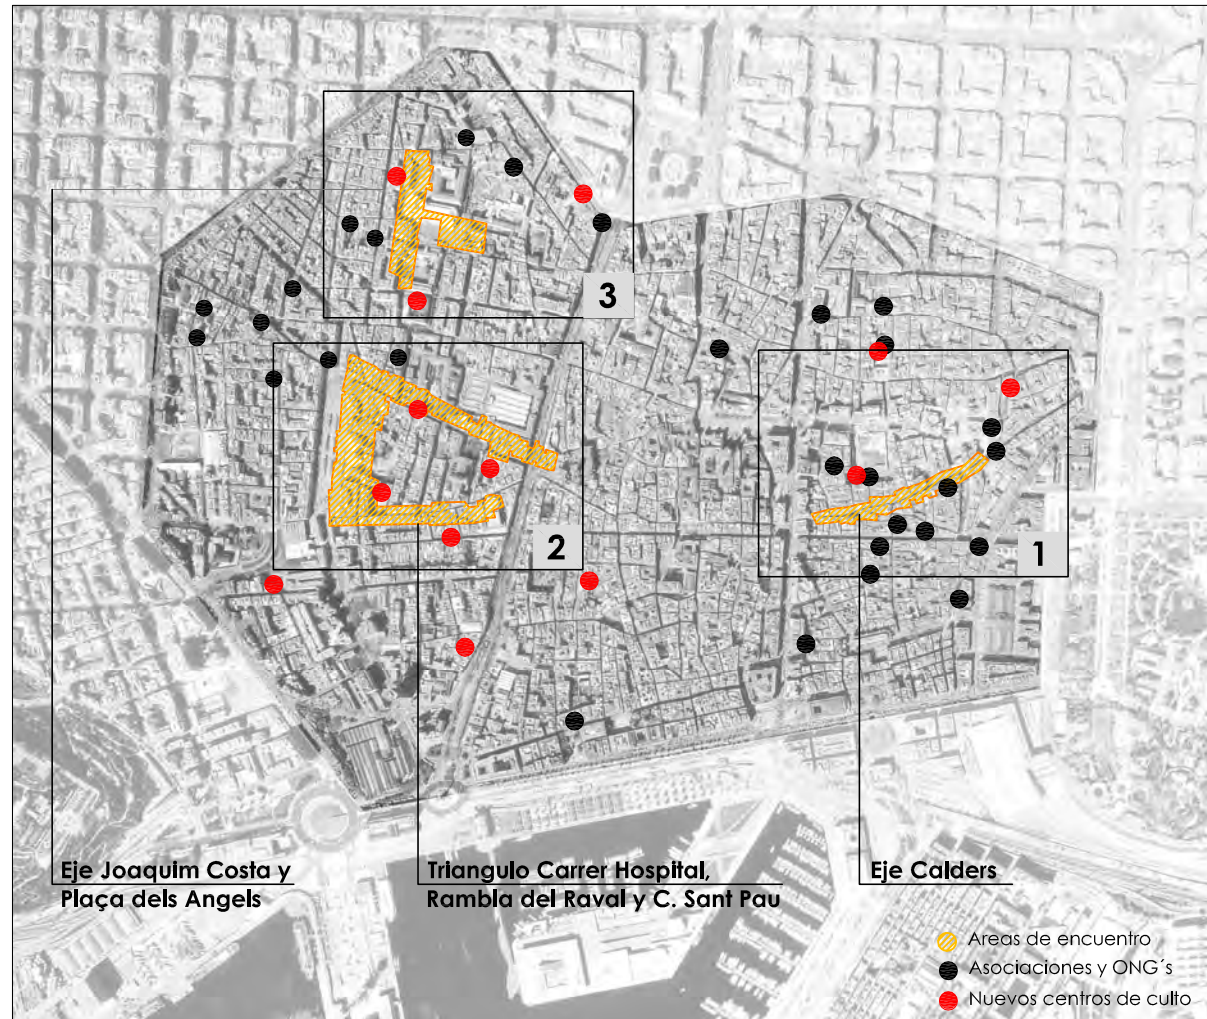 3
2
1
Eje Joaquim Costa y
Plaça dels Angels
Triangulo Carrer Hospital,
Rambla del Raval y C. Sant Pau
Eje Calders
Areas de encuentro
Asociaciones y ONG´s
Nuevos centros de culto